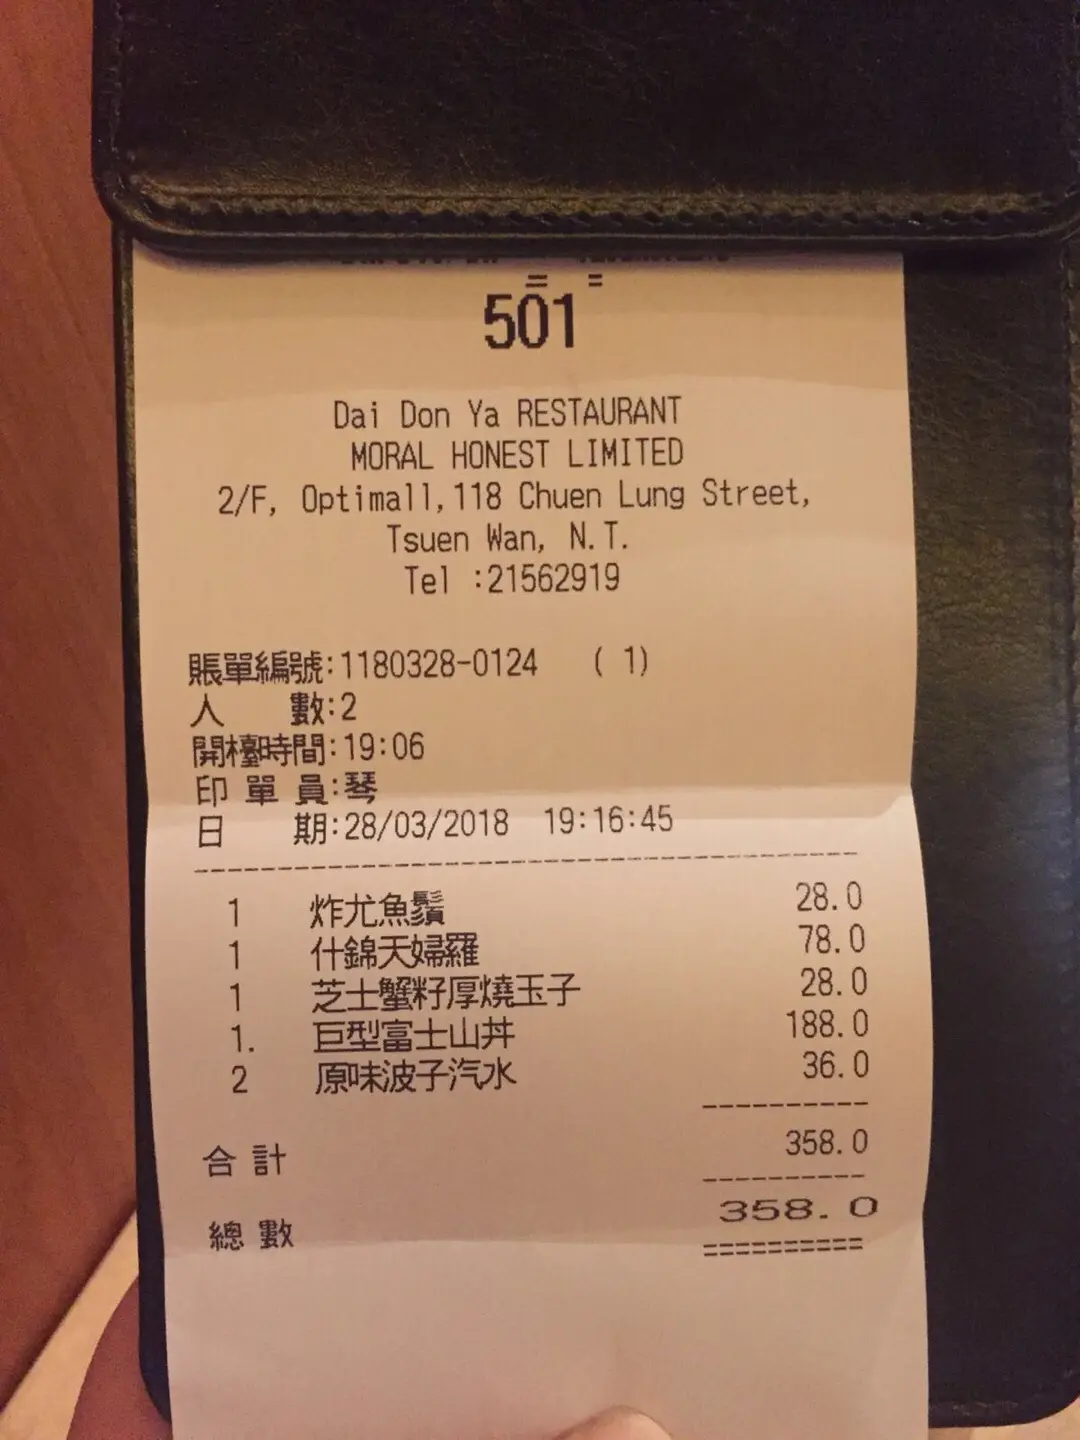 501
Dai Don Ya RESTAURANT
MORAL HONEST LIMITED
2/F, Optimall,118 Chuen Lung Street,
Tsuen Wan, N.T.
Tel :21562919
賬單編號:1180328-0124 ( 1)
人 數:2
開檯時間:19:06
印 單 員:琴
日 期:28/03/2018 19:16:45
1 炸尤魚鬚 28.0
1 什錦天婦羅 78.0
1 芝士蟹籽厚燒玉子 28.0
1. 巨型富士山丼 188.0
2 原味波子汽水 36.0
合 計 358.0
總 數 358.0